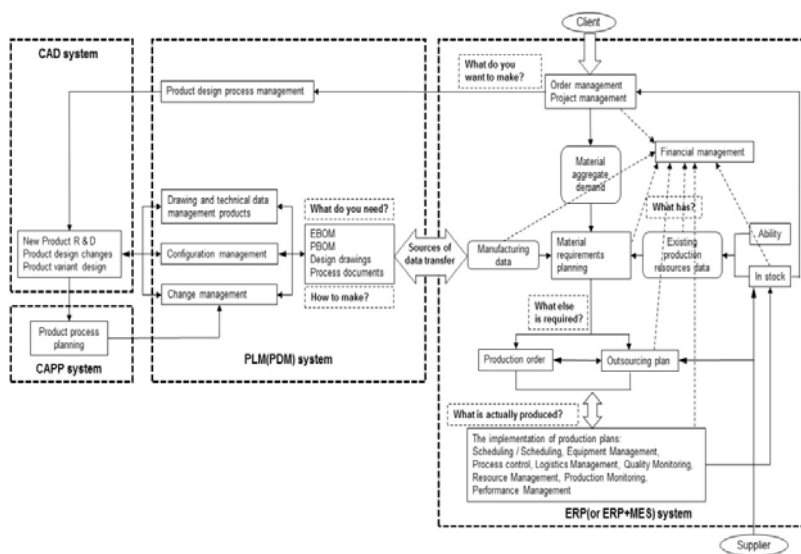 Client
CAD system
What do you
want to make?
Product design process management
Order management
Project management
Financial management
Material
aggregate
demand
Drawing and technical data
management products
What do you need?
What has?
New Product R & D
Product design changes
Product variant design
Configuration management
EBOM
PBOM
Design drawings
Process documents
Sources of
data transfer
Manufacturing
data
Material
requirements
planning
Existing
production
resources data
Ability
In stock
Change management
How to make?
What else
is required?
Product process
planning
CAPP system
PLM(PDM) system
Production order
Outsourcing plan
What is actually produced?
The implementation of production plans:
Scheduling / Scheduling, Equipment Management,
Process control, Logistics Management, Quality Monitoring,
Resource Management, Production Monitoring,
Performance Management
ERP(or ERP+MES) system
Supplier